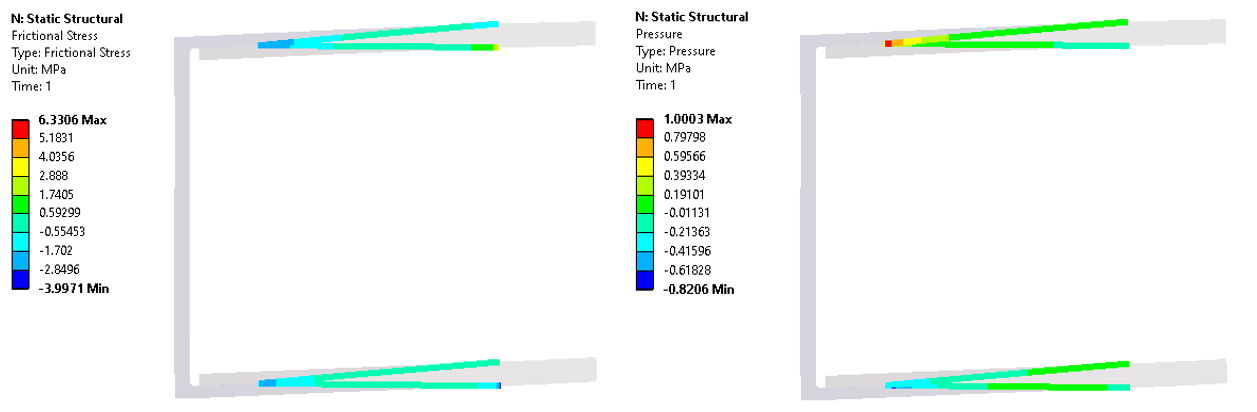 N: Static Structural
Frictional Stress
Type: Frictional Stress
Unit: MPa
Time: 1
6.3306 Max
5.1831
4.0356
2.888
1.7405
0.59299
-0.55453
-1.702
-2.8496
-3.9971 Min
N: Static Structural
Pressure
Type: Pressure
Unit: MPa
Time: 1
1.0003 Max
0.79798
0.59566
0.39334
0.19101
-0.01131
-0.21363
-0.41596
-0.61828
-0.8206 Min